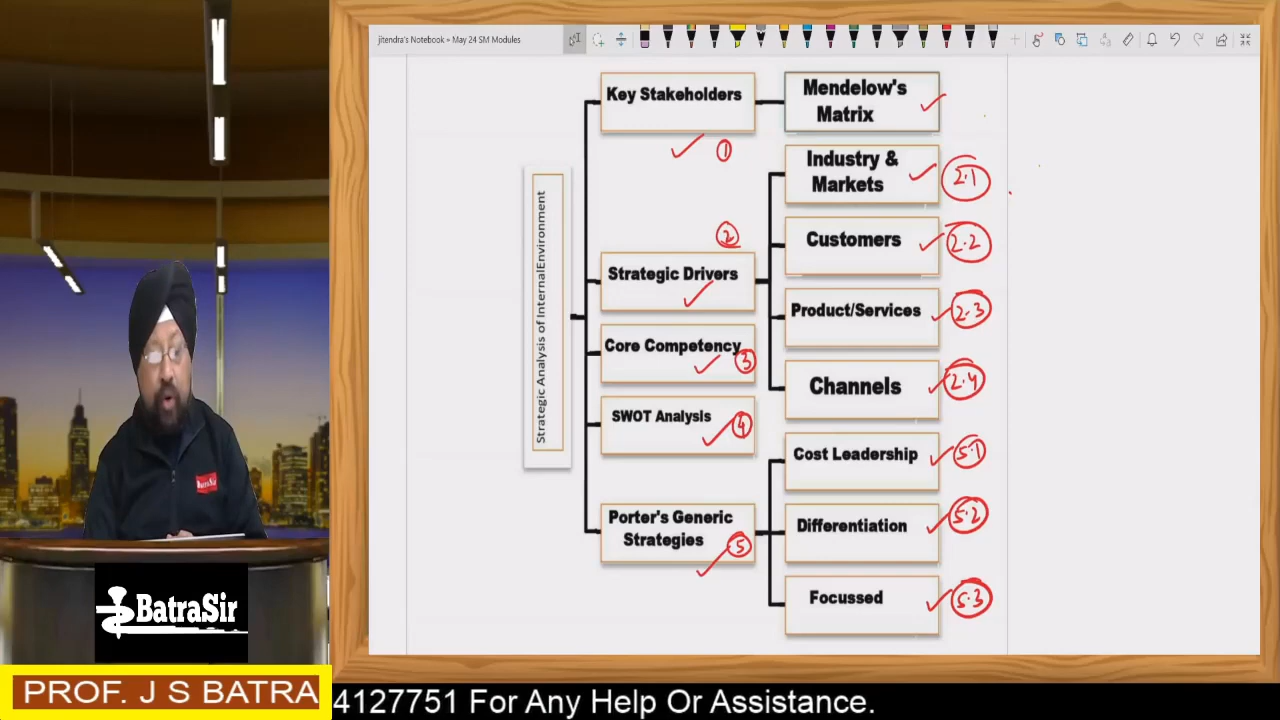 jitendra's Notebook » May 24 SM Modules
Strategic Analysis of InternalEnvironment
Key Stakeholders
①
Mendelow's
Matrix
Strategic Drivers
②
Industry &
Markets
2.1
Customers
2.2
Product/Services
2.3
Channels
2.4
Core Competency
③
SWOT Analysis
④
Porter's Generic
Strategies
⑤
Cost Leadership
5.1
Differentiation
5.2
Focussed
5.3
BatraSir
BatraSir
PROF. J S BATRA
4127751 For Any Help Or Assistance.